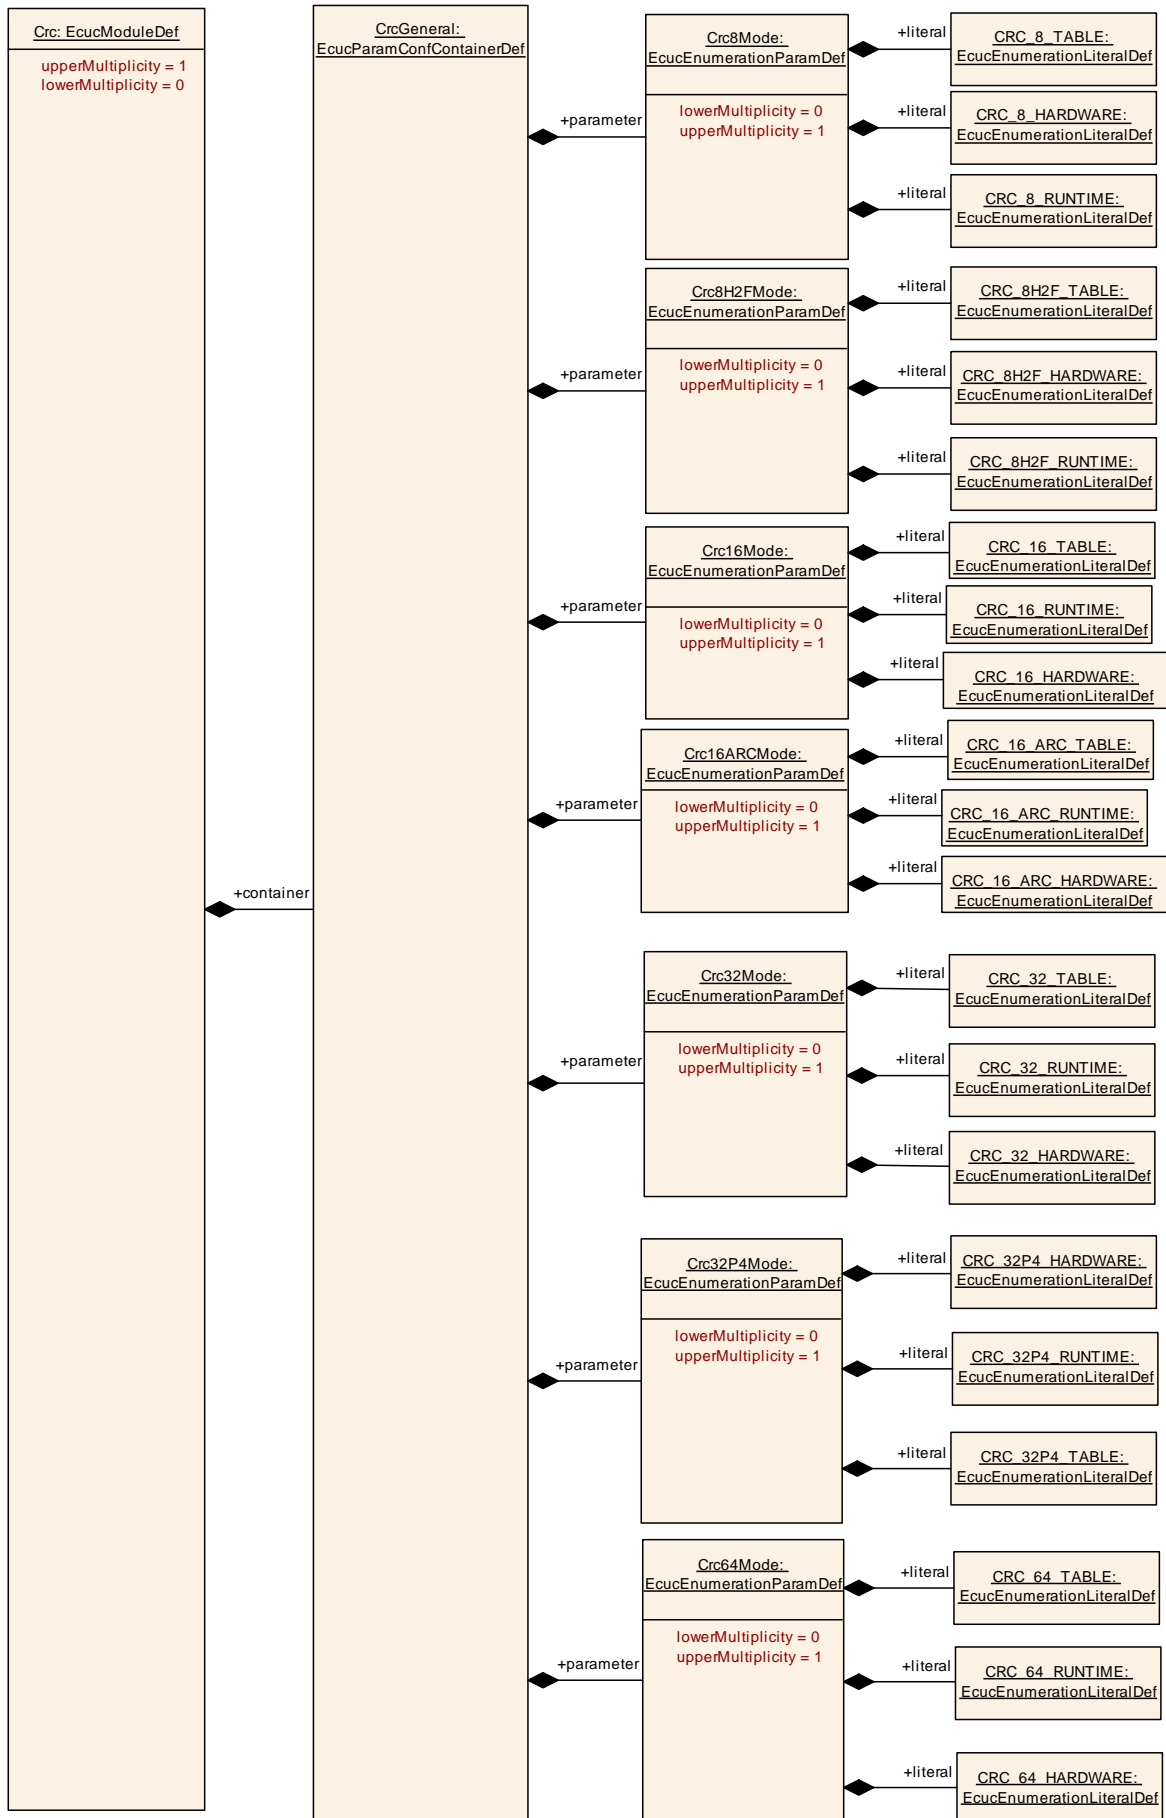 Crc: EcucModuleDef
upperMultiplicity = 1
lowerMultiplicity = 0
+container
CrcGeneral:
EcucParamConfContainerDef
+parameter
Crc8Mode:
EcucEnumerationParamDef
lowerMultiplicity = 0
upperMultiplicity = 1
+literal
CRC_8_TABLE:
EcucEnumerationLiteralDef
+literal
CRC_8_HARDWARE:
EcucEnumerationLiteralDef
+literal
CRC_8_RUNTIME:
EcucEnumerationLiteralDef
+parameter
Crc8H2FMode:
EcucEnumerationParamDef
lowerMultiplicity = 0
upperMultiplicity = 1
+literal
CRC_8H2F_TABLE:
EcucEnumerationLiteralDef
+literal
CRC_8H2F_HARDWARE:
EcucEnumerationLiteralDef
+literal
CRC_8H2F_RUNTIME:
EcucEnumerationLiteralDef
+parameter
Crc16Mode:
EcucEnumerationParamDef
lowerMultiplicity = 0
upperMultiplicity = 1
+literal
CRC_16_TABLE:
EcucEnumerationLiteralDef
+literal
CRC_16_RUNTIME:
EcucEnumerationLiteralDef
+literal
CRC_16_HARDWARE:
EcucEnumerationLiteralDef
+parameter
Crc16ARCMode:
EcucEnumerationParamDef
lowerMultiplicity = 0
upperMultiplicity = 1
+literal
CRC_16_ARC_TABLE:
EcucEnumerationLiteralDef
+literal
CRC_16_ARC_RUNTIME:
EcucEnumerationLiteralDef
+literal
CRC_16_ARC_HARDWARE:
EcucEnumerationLiteralDef
+parameter
Crc32Mode:
EcucEnumerationParamDef
lowerMultiplicity = 0
upperMultiplicity = 1
+literal
CRC_32_TABLE:
EcucEnumerationLiteralDef
+literal
CRC_32_RUNTIME:
EcucEnumerationLiteralDef
+literal
CRC_32_HARDWARE:
EcucEnumerationLiteralDef
+parameter
Crc32P4Mode:
EcucEnumerationParamDef
lowerMultiplicity = 0
upperMultiplicity = 1
+literal
CRC_32P4_HARDWARE:
EcucEnumerationLiteralDef
+literal
CRC_32P4_RUNTIME:
EcucEnumerationLiteralDef
+literal
CRC_32P4_TABLE:
EcucEnumerationLiteralDef
+parameter
Crc64Mode:
EcucEnumerationParamDef
lowerMultiplicity = 0
upperMultiplicity = 1
+literal
CRC_64_TABLE:
EcucEnumerationLiteralDef
+literal
CRC_64_RUNTIME:
EcucEnumerationLiteralDef
+literal
CRC_64_HARDWARE:
EcucEnumerationLiteralDef